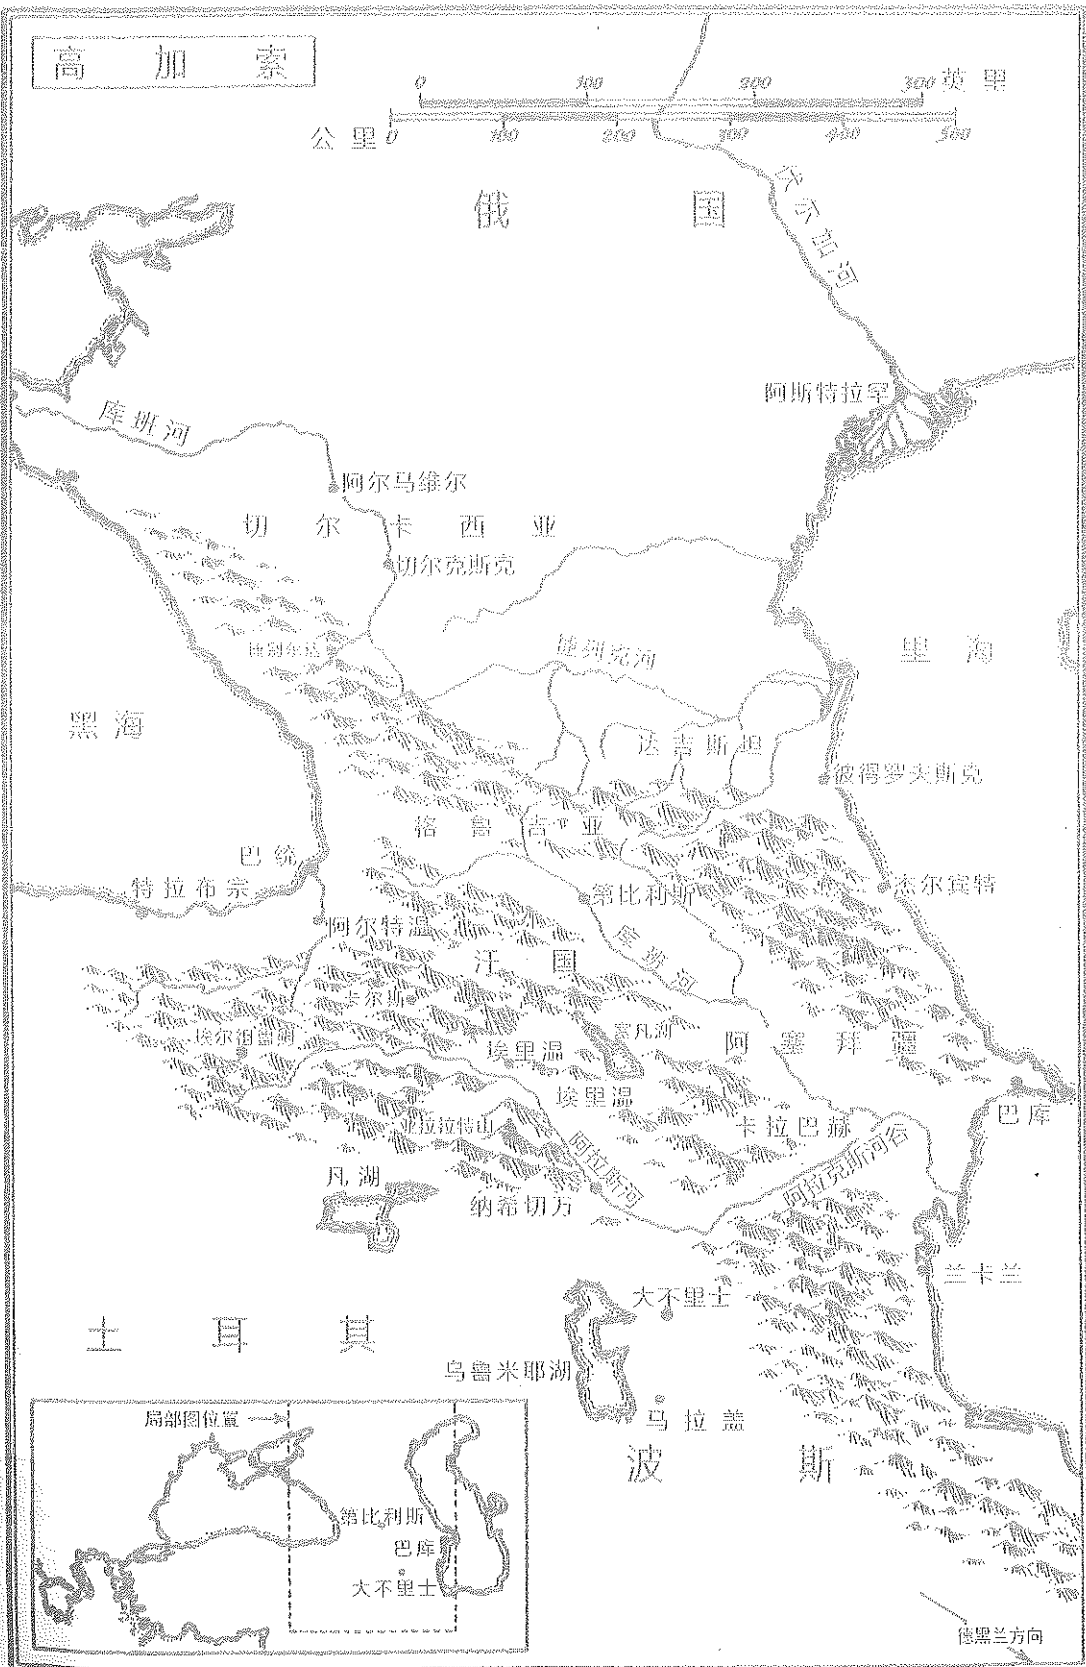 高加索
0 100 200 300 英里
公里 0 100 200 300 400 500
俄国
伏尔加河
阿斯特拉罕
库班河
阿尔马维尔
切尔卡西亚
切尔克斯克
捷列克河
里海
黑海
达吉斯坦
彼得罗夫斯克
格鲁吉亚
巴统
特拉布宗
第比利斯
杰尔宾特
阿尔特温
库班河
汗国
卡尔斯
塞凡湖
阿塞拜疆
埃里温
埃里温
巴库
亚拉拉特山
卡拉巴赫
阿拉斯河
阿拉克斯河谷
凡湖
纳希切万
兰卡兰
大不里士
土耳其
乌鲁米耶湖
马拉盖
波斯
局部图位置
第比利斯
巴库
大不里士
德黑兰方向